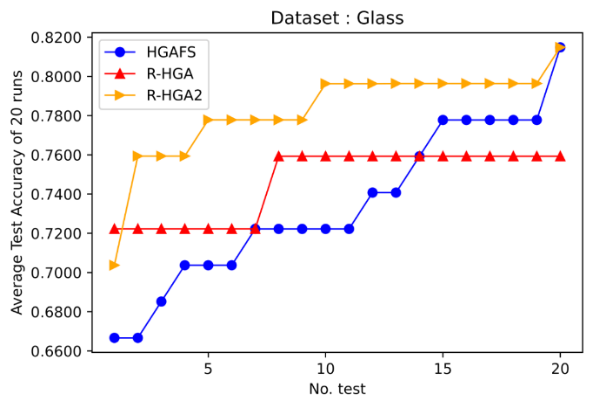 Dataset : Glass
HGAFS
R-HGA
R-HGA2
Average Test Accuracy of 20 runs
0.8200
0.8000
0.7800
0.7600
0.7400
0.7200
0.7000
0.6800
0.6600
5 10 15 20
No. test